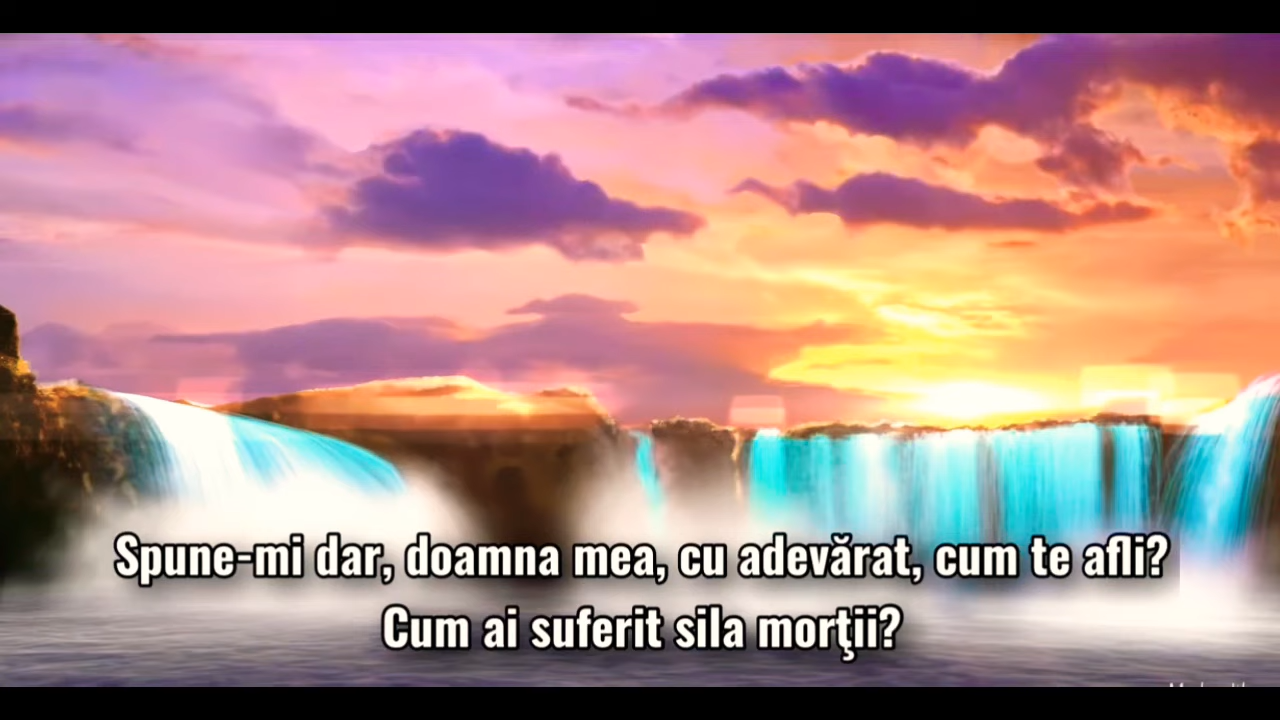 Spune-mi dar, doamna mea, cu adevărat, cum te afli?
Cum ai suferit sila morţii?